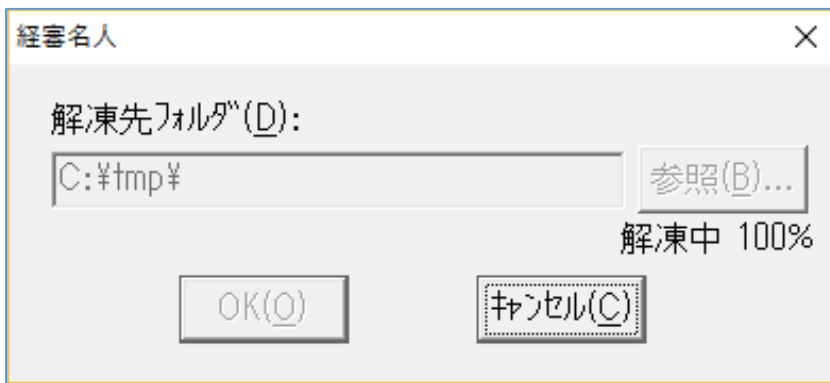 経審名人
解凍先フォルダ(D):
C:¥tmp¥
参照(B)...
解凍中 100%
OK(O)
キャンセル(C)